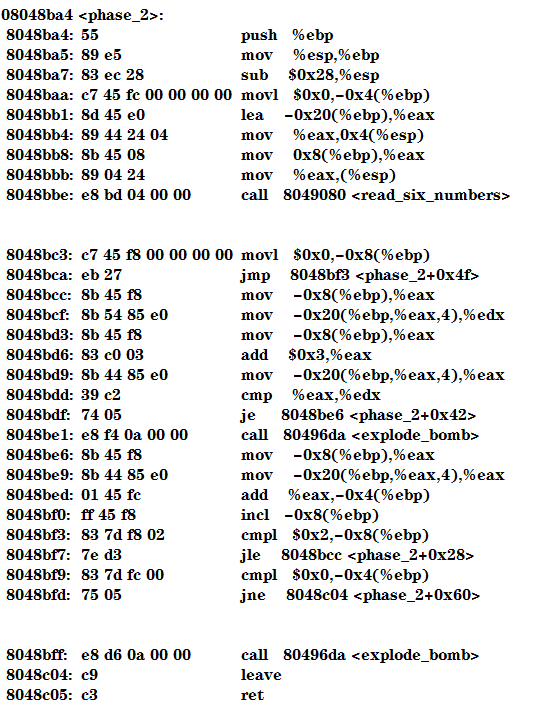 08048ba4 <phase_2>:
8048ba4: 55 push %ebp
8048ba5: 89 e5 mov %esp,%ebp
8048ba7: 83 ec 28 sub $0x28,%esp
8048baa: c7 45 fc 00 00 00 00 movl $0x0,-0x4(%ebp)
8048bb1: 8d 45 e0 lea -0x20(%ebp),%eax
8048bb4: 89 44 24 04 mov %eax,0x4(%esp)
8048bb8: 8b 45 08 mov 0x8(%ebp),%eax
8048bbb: 89 04 24 mov %eax,(%esp)
8048bbe: e8 bd 04 00 00 call 8049080 <read_six_numbers>
8048bc3: c7 45 f8 00 00 00 00 movl $0x0,-0x8(%ebp)
8048bca: eb 27 jmp 8048bf3 <phase_2+0x4f>
8048bcc: 8b 45 f8 mov -0x8(%ebp),%eax
8048bcf: 8b 54 85 e0 mov -0x20(%ebp,%eax,4),%edx
8048bd3: 8b 45 f8 mov -0x8(%ebp),%eax
8048bd6: 83 c0 03 add $0x3,%eax
8048bd9: 8b 44 85 e0 mov -0x20(%ebp,%eax,4),%eax
8048bdd: 39 c2 cmp %eax,%edx
8048bdf: 74 05 je 8048be6 <phase_2+0x42>
8048be1: e8 f4 0a 00 00 call 80496da <explode_bomb>
8048be6: 8b 45 f8 mov -0x8(%ebp),%eax
8048be9: 8b 44 85 e0 mov -0x20(%ebp,%eax,4),%eax
8048bed: 01 45 fc add %eax,-0x4(%ebp)
8048bf0: ff 45 f8 incl -0x8(%ebp)
8048bf3: 83 7d f8 02 cmpl $0x2,-0x8(%ebp)
8048bf7: 7e d3 jle 8048bcc <phase_2+0x28>
8048bf9: 83 7d fc 00 cmpl $0x0,-0x4(%ebp)
8048bfd: 75 05 jne 8048c04 <phase_2+0x60>
8048bff: e8 d6 0a 00 00 call 80496da <explode_bomb>
8048c04: c9 leave
8048c05: c3 ret